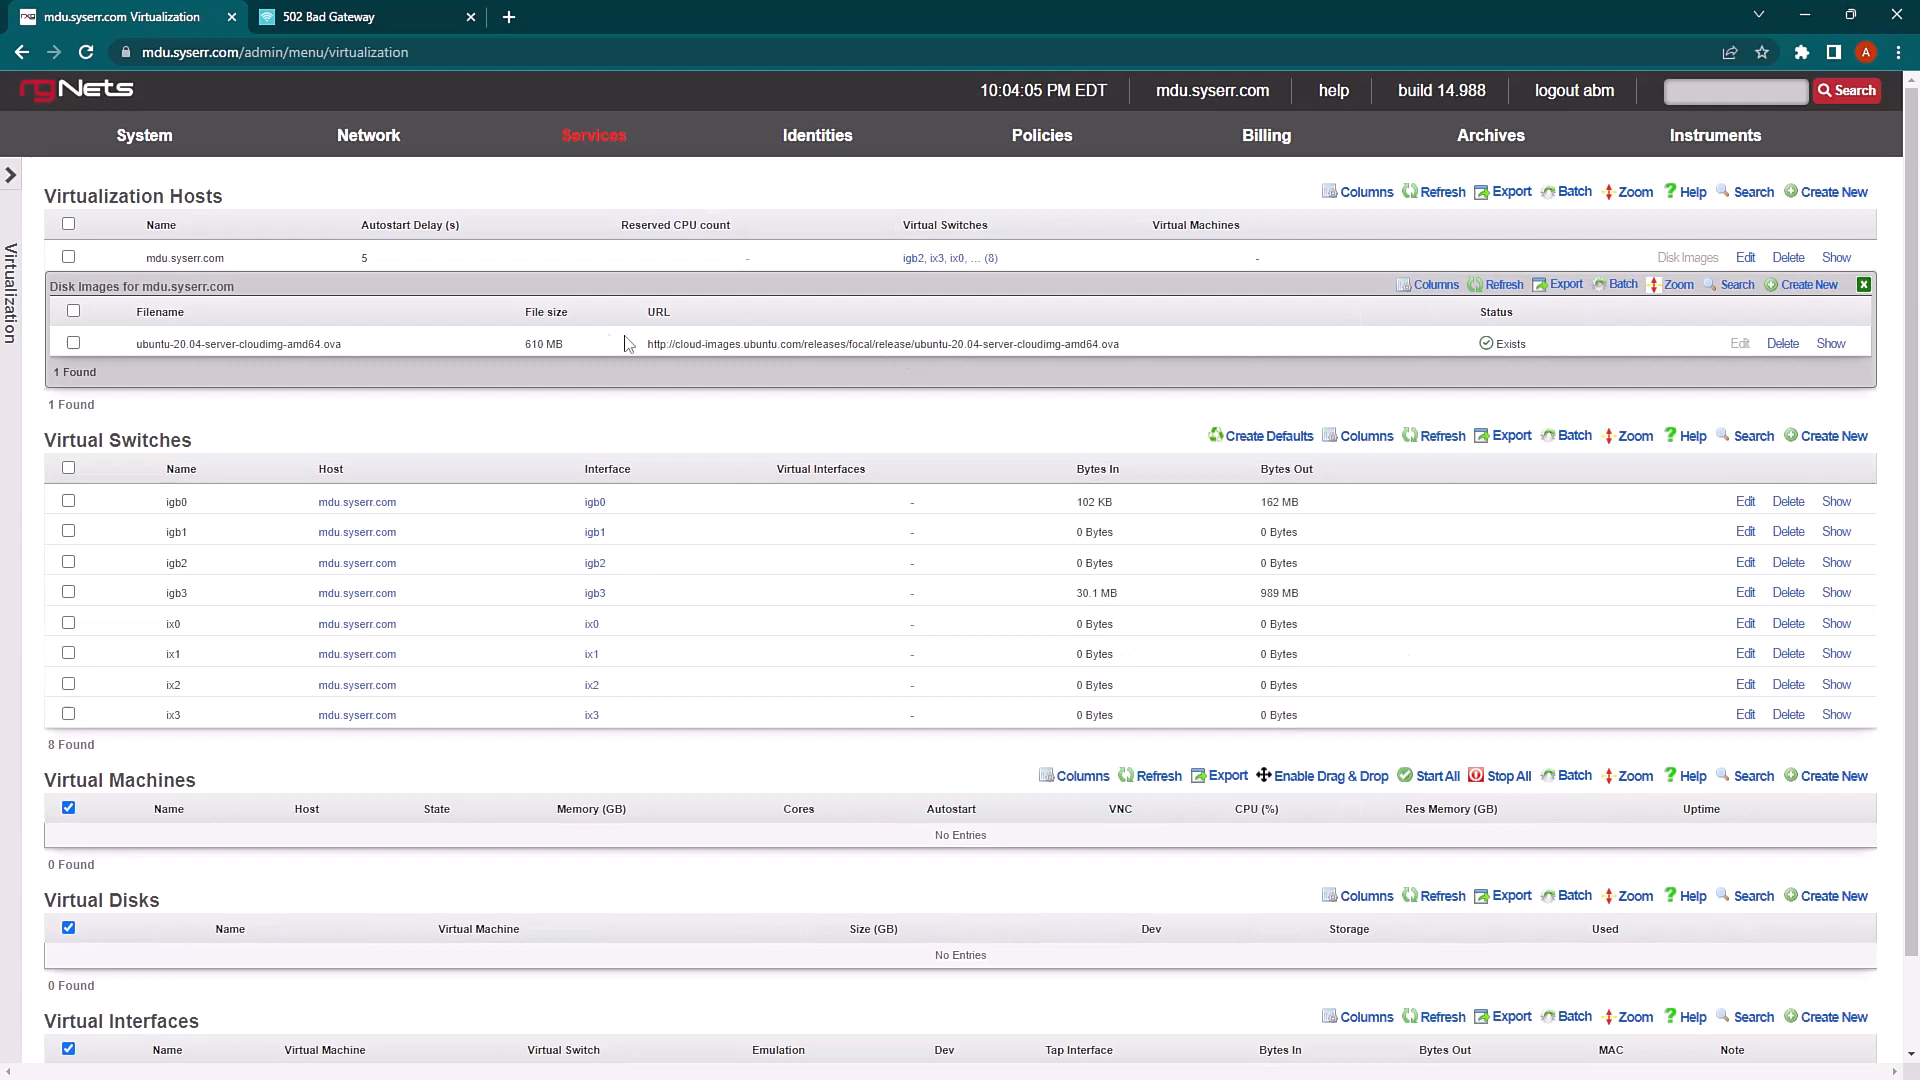 mdu.syserr.com Virtualization
502 Bad Gateway
mdu.syserr.com/admin/menu/virtualization
A
rgNets
10:04:05 PM EDT
mdu.syserr.com
help
build 14.988
logout abm
Search
System Network Services Identities Policies Billing Archives Instruments
Virtualization
Virtualization Hosts
Columns Refresh Export Batch Zoom Help Search Create New
Name Autostart Delay (s) Reserved CPU count Virtual Switches Virtual Machines
mdu.syserr.com 5 - igb2, ix3, ix0, ... (8) - Disk Images Edit Delete Show
Disk Images for mdu.syserr.com
Columns Refresh Export Batch Zoom Search Create New
Filename File size URL Status
ubuntu-20.04-server-cloudimg-amd64.ova 610 MB http://cloud-images.ubuntu.com/releases/focal/release/ubuntu-20.04-server-cloudimg-amd64.ova Exists Edit Delete Show
1 Found
1 Found
Virtual Switches
Create Defaults Columns Refresh Export Batch Zoom Help Search Create New
Name Host Interface Virtual Interfaces Bytes In Bytes Out
igb0 mdu.syserr.com igb0 - 102 KB 162 MB Edit Delete Show
igb1 mdu.syserr.com igb1 - 0 Bytes 0 Bytes Edit Delete Show
igb2 mdu.syserr.com igb2 - 0 Bytes 0 Bytes Edit Delete Show
igb3 mdu.syserr.com igb3 - 30.1 MB 989 MB Edit Delete Show
ix0 mdu.syserr.com ix0 - 0 Bytes 0 Bytes Edit Delete Show
ix1 mdu.syserr.com ix1 - 0 Bytes 0 Bytes Edit Delete Show
ix2 mdu.syserr.com ix2 - 0 Bytes 0 Bytes Edit Delete Show
ix3 mdu.syserr.com ix3 - 0 Bytes 0 Bytes Edit Delete Show
8 Found
Virtual Machines
Columns Refresh Export Enable Drag & Drop Start All Stop All Batch Zoom Help Search Create New
Name Host State Memory (GB) Cores Autostart VNC CPU (%) Res Memory (GB) Uptime
No Entries
0 Found
Virtual Disks
Columns Refresh Export Batch Zoom Help Search Create New
Name Virtual Machine Size (GB) Dev Storage Used
No Entries
0 Found
Virtual Interfaces
Columns Refresh Export Batch Zoom Help Search Create New
Name Virtual Machine Virtual Switch Emulation Dev Tap Interface Bytes In Bytes Out MAC Note